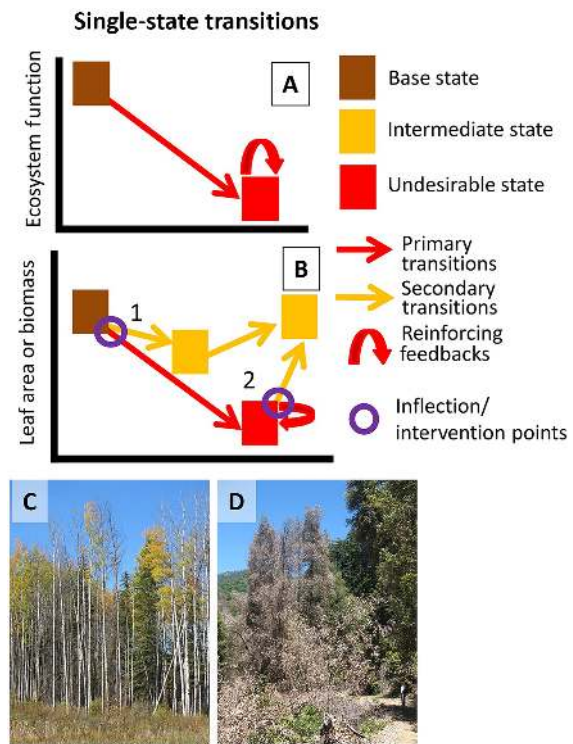 Single-state transitions
A
Ecosystem function
Base state
Intermediate state
Undesirable state
B
Leaf area or biomass
1
2
Primary
transitions
Secondary
transitions
Reinforcing
feedbacks
Inflection/
intervention points
C
D